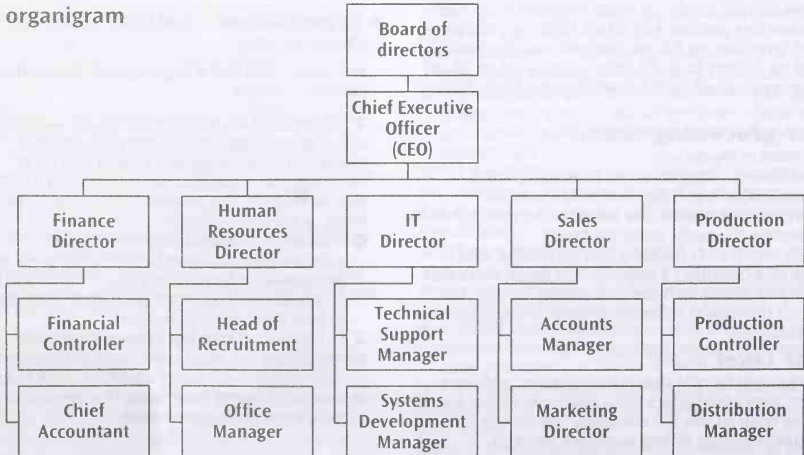 organigram
Board of
directors
Chief Executive
Officer
(CEO)
Finance
Director
Human
Resources
Director
IT
Director
Sales
Director
Production
Director
Financial
Controller
Head of
Recruitment
Technical
Support
Manager
Accounts
Manager
Production
Controller
Chief
Accountant
Office
Manager
Systems
Development
Manager
Marketing
Director
Distribution
Manager